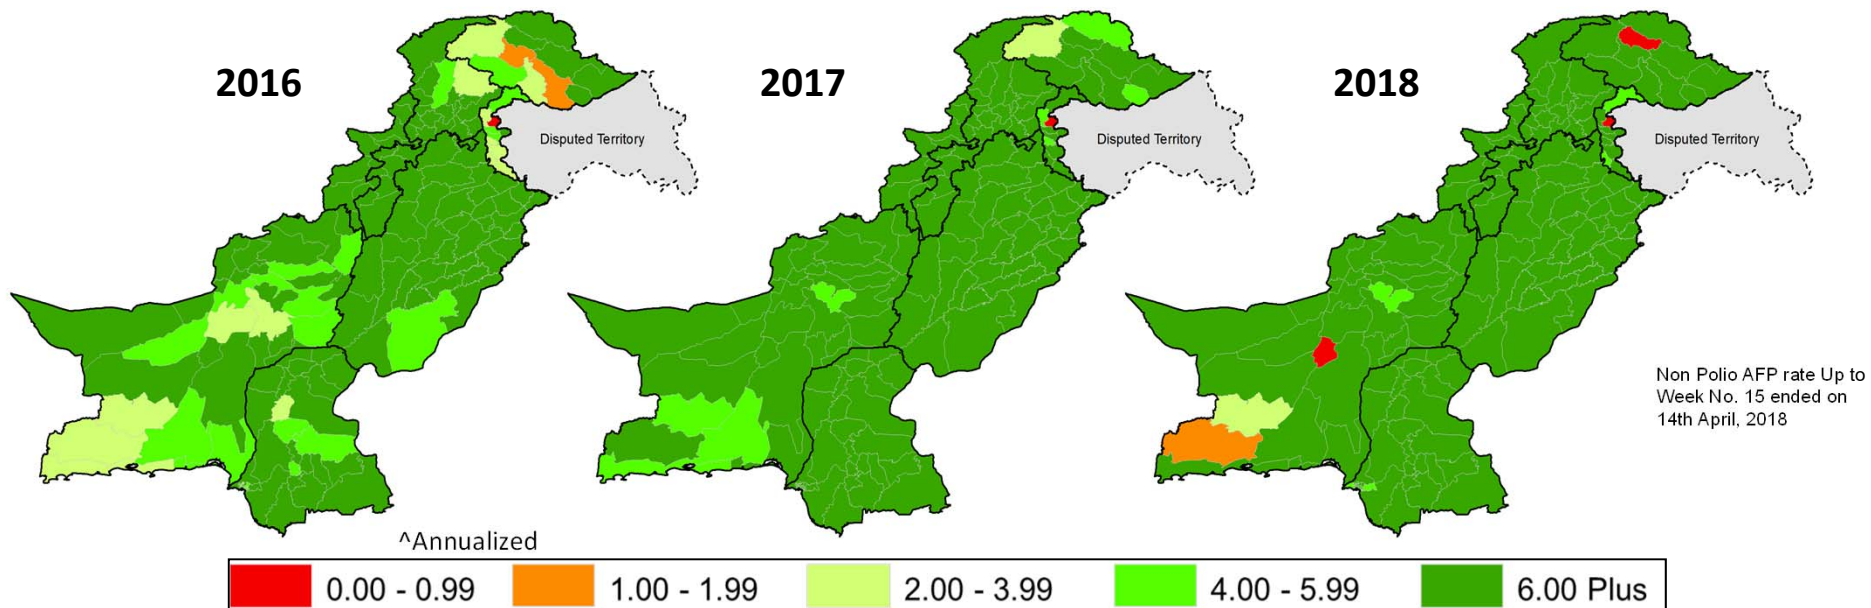 2016
2017
2018
Disputed Territory
Disputed Territory
Disputed Territory
Non Polio AFP rate Up to
Week No. 15 ended on
14th April, 2018
^Annualized
0.00 - 0.99
1.00 - 1.99
2.00 - 3.99
4.00 - 5.99
6.00 Plus